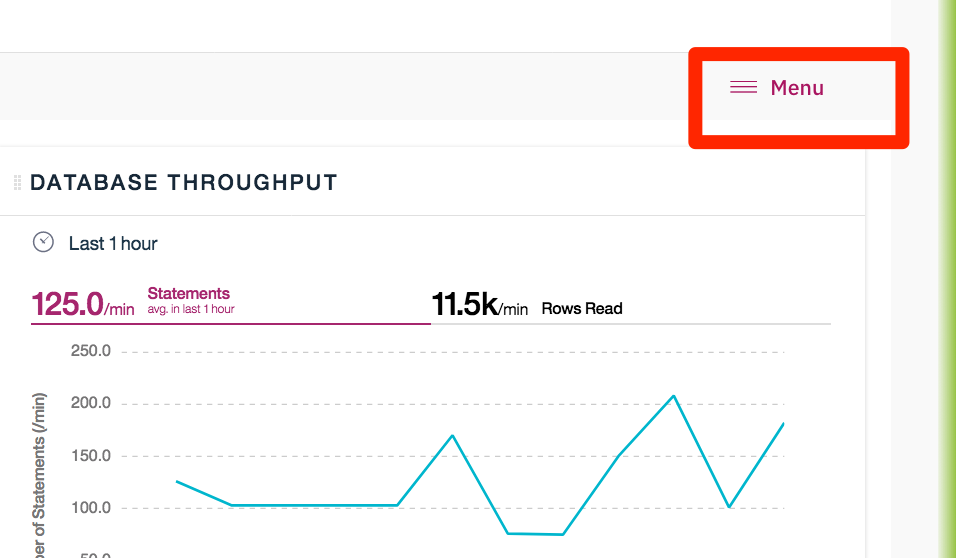 Menu
DATABASE THROUGHPUT
Last 1 hour
125.0/min Statements
avg. in last 1 hour
11.5k/min Rows Read
250.0
200.0
150.0
100.0
of Statements (/min)